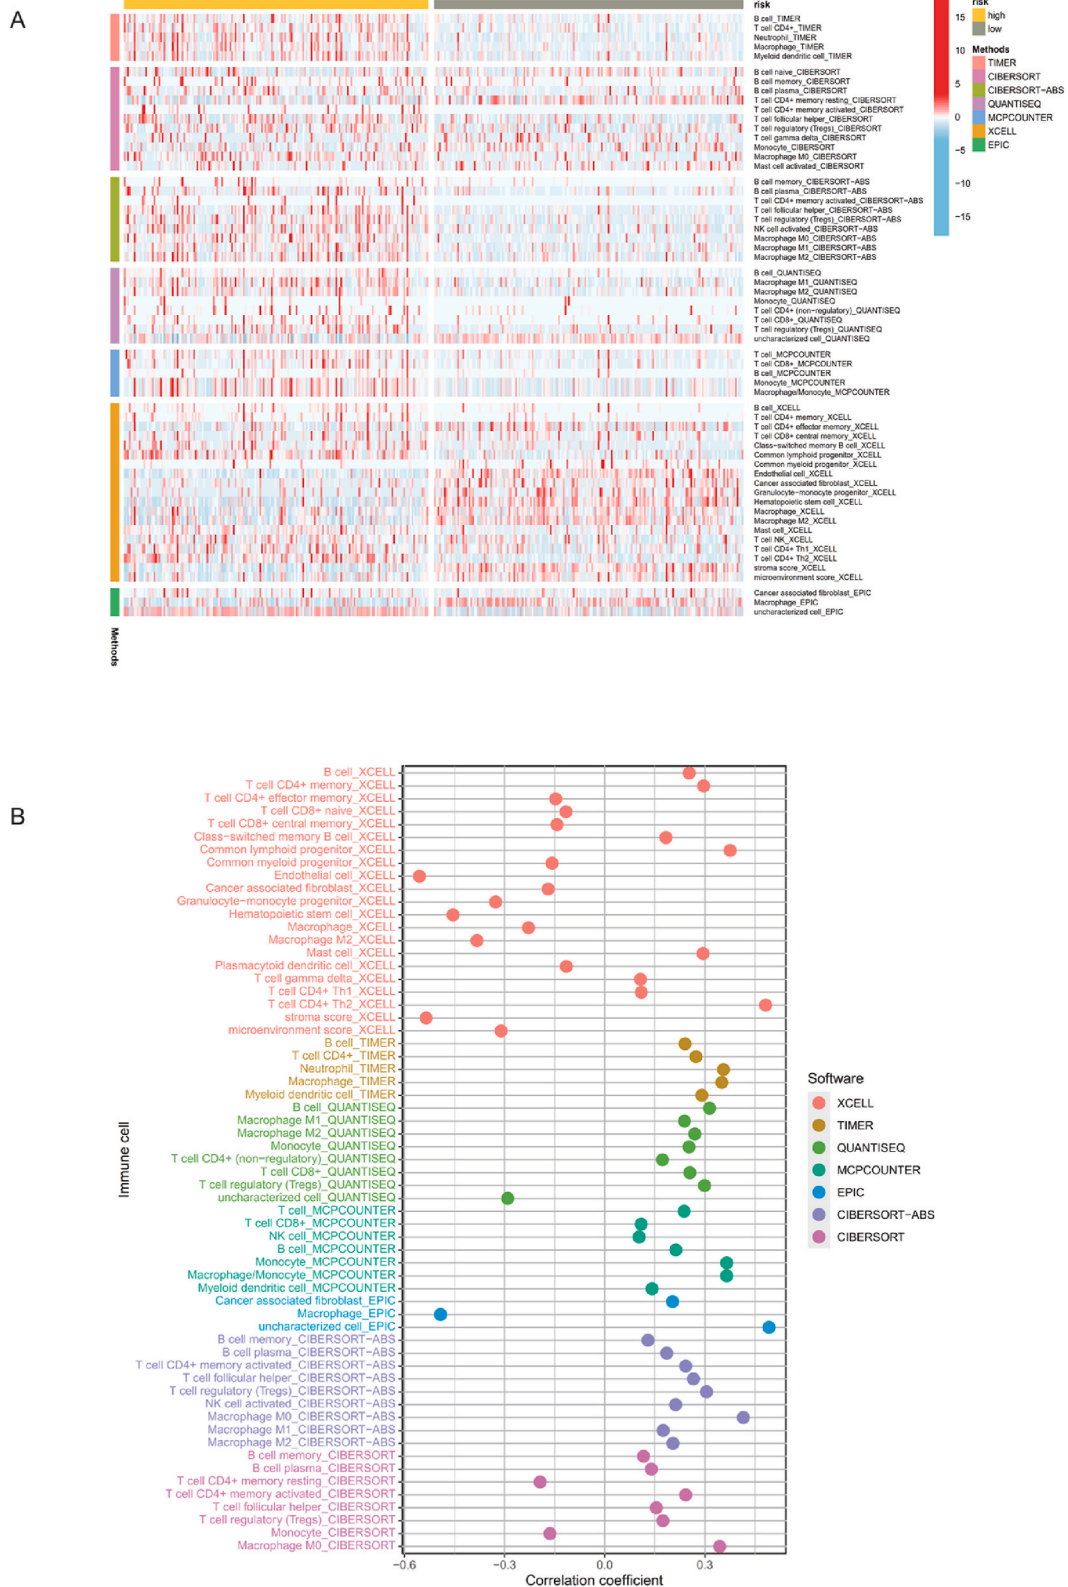 A
risk
B cell_TIMER
T cell CD4+_TIMER
Neutrophil_TIMER
Macrophage_TIMER
Myeloid dendritic cell_TIMER
B cell naive_CIBERSORT
B cell memory_CIBERSORT
B cell plasma_CIBERSORT
T cell CD4+ memory resting_CIBERSORT
T cell CD4+ memory activated_CIBERSORT
T cell follicular helper_CIBERSORT
T cell regulatory (Tregs)_CIBERSORT
T cell gamma delta_CIBERSORT
Monocyte_CIBERSORT
Macrophage M0_CIBERSORT
Mast cell activated_CIBERSORT
B cell memory_CIBERSORT−ABS
B cell plasma_CIBERSORT−ABS
T cell CD4+ memory activated_CIBERSORT−ABS
T cell follicular helper_CIBERSORT−ABS
T cell regulatory (Tregs)_CIBERSORT−ABS
NK cell activated_CIBERSORT−ABS
Macrophage M0_CIBERSORT−ABS
Macrophage M1_CIBERSORT−ABS
Macrophage M2_CIBERSORT−ABS
B cell_QUANTISEQ
Macrophage M1_QUANTISEQ
Macrophage M2_QUANTISEQ
Monocyte_QUANTISEQ
T cell CD4+ (non−regulatory)_QUANTISEQ
T cell CD8+_QUANTISEQ
T cell regulatory (Tregs)_QUANTISEQ
uncharacterized cell_QUANTISEQ
T cell_MCPCOUNTER
T cell CD8+_MCPCOUNTER
B cell_MCPCOUNTER
Monocyte_MCPCOUNTER
Macrophage/Monocyte_MCPCOUNTER
B cell_XCELL
T cell CD4+ memory_XCELL
T cell CD4+ effector memory_XCELL
T cell CD8+ central memory_XCELL
Class−switched memory B cell_XCELL
Common lymphoid progenitor_XCELL
Common myeloid progenitor_XCELL
Endothelial cell_XCELL
Cancer associated fibroblast_XCELL
Granulocyte−monocyte progenitor_XCELL
Hematopoietic stem cell_XCELL
Macrophage_XCELL
Macrophage M2_XCELL
Mast cell_XCELL
T cell NK_XCELL
T cell CD4+ Th1_XCELL
T cell CD4+ Th2_XCELL
stroma score_XCELL
microenvironment score_XCELL
Cancer associated fibroblast_EPIC
Macrophage_EPIC
uncharacterized cell_EPIC
Methods
15
10
5
0
−5
−10
−15
risk
high
low
Methods
TIMER
CIBERSORT
CIBERSORT−ABS
QUANTISEQ
MCPCOUNTER
XCELL
EPIC
B
Immune cell
B cell_XCELL
T cell CD4+ memory_XCELL
T cell CD4+ effector memory_XCELL
T cell CD8+ naive_XCELL
T cell CD8+ central memory_XCELL
Class−switched memory B cell_XCELL
Common lymphoid progenitor_XCELL
Common myeloid progenitor_XCELL
Endothelial cell_XCELL
Cancer associated fibroblast_XCELL
Granulocyte−monocyte progenitor_XCELL
Hematopoietic stem cell_XCELL
Macrophage_XCELL
Macrophage M2_XCELL
Mast cell_XCELL
Plasmacytoid dendritic cell_XCELL
T cell gamma delta_XCELL
T cell CD4+ Th1_XCELL
T cell CD4+ Th2_XCELL
stroma score_XCELL
microenvironment score_XCELL
B cell_TIMER
T cell CD4+_TIMER
Neutrophil_TIMER
Macrophage_TIMER
Myeloid dendritic cell_TIMER
B cell_QUANTISEQ
Macrophage M1_QUANTISEQ
Macrophage M2_QUANTISEQ
Monocyte_QUANTISEQ
T cell CD4+ (non−regulatory)_QUANTISEQ
T cell CD8+_QUANTISEQ
T cell regulatory (Tregs)_QUANTISEQ
uncharacterized cell_QUANTISEQ
T cell_MCPCOUNTER
T cell CD8+_MCPCOUNTER
NK cell_MCPCOUNTER
B cell_MCPCOUNTER
Monocyte_MCPCOUNTER
Macrophage/Monocyte_MCPCOUNTER
Myeloid dendritic cell_MCPCOUNTER
Cancer associated fibroblast_EPIC
Macrophage_EPIC
uncharacterized cell_EPIC
B cell memory_CIBERSORT−ABS
B cell plasma_CIBERSORT−ABS
T cell CD4+ memory activated_CIBERSORT−ABS
T cell follicular helper_CIBERSORT−ABS
T cell regulatory (Tregs)_CIBERSORT−ABS
NK cell activated_CIBERSORT−ABS
Macrophage M0_CIBERSORT−ABS
Macrophage M1_CIBERSORT−ABS
Macrophage M2_CIBERSORT−ABS
B cell memory_CIBERSORT
B cell plasma_CIBERSORT
T cell CD4+ memory resting_CIBERSORT
T cell CD4+ memory activated_CIBERSORT
T cell follicular helper_CIBERSORT
T cell regulatory (Tregs)_CIBERSORT
Monocyte_CIBERSORT
Macrophage M0_CIBERSORT
−0.6
−0.3
0.0
0.3
Correlation coefficient
Software
XCELL
TIMER
QUANTISEQ
MCPCOUNTER
EPIC
CIBERSORT−ABS
CIBERSORT